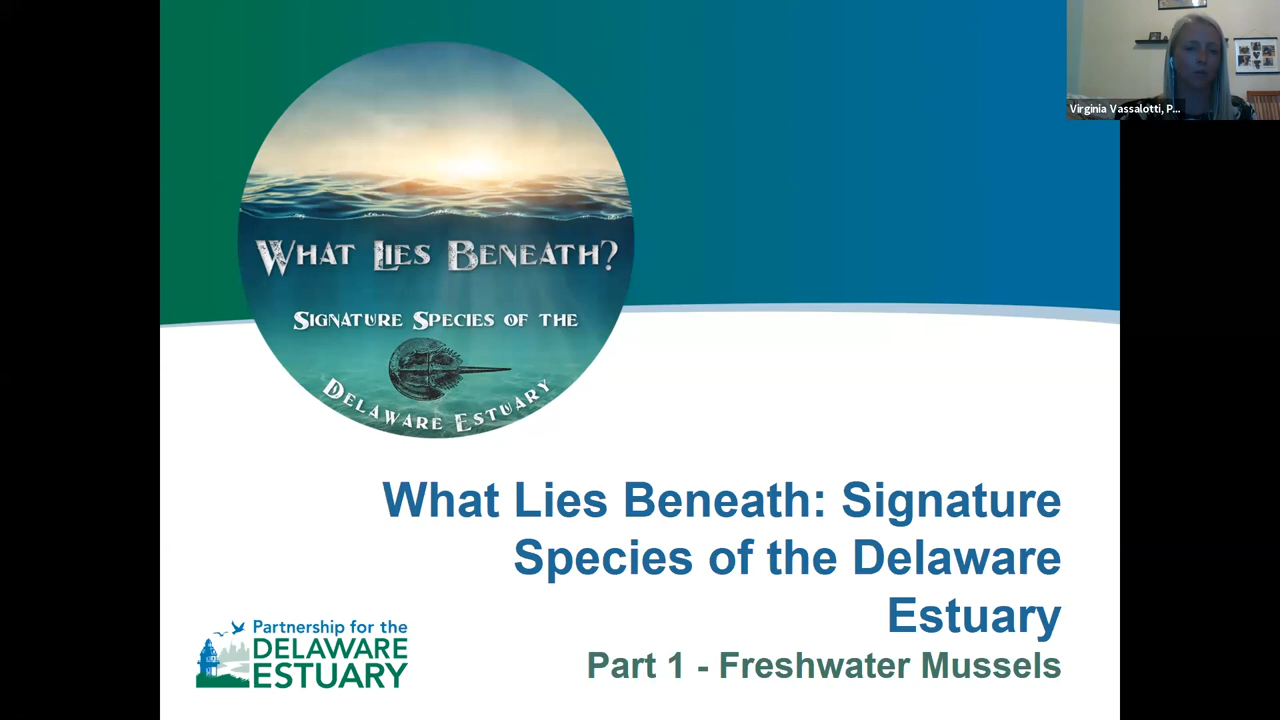 Virginia Vassalotti, P...
What Lies Beneath?
Signature Species of the
Delaware Estuary
What Lies Beneath: Signature
Species of the Delaware
Estuary
Part 1 - Freshwater Mussels
Partnership for the
DELAWARE
ESTUARY